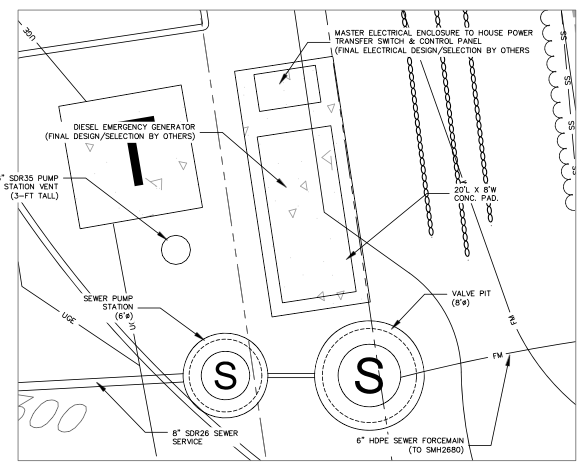 MASTER ELECTRICAL ENCLOSURE TO HOUSE POWER
TRANSFER SWITCH & CONTROL PANEL
(FINAL ELECTRICAL DESIGN/SELECTION BY OTHERS
UGE
SS
SS
SS
DIESEL EMERGENCY GENERATOR
(FINAL DESIGN/SELECTION BY OTHERS)
T
" SDR35 PUMP
STATION VENT
(3-FT TALL)
20'L X 8'W
CONC. PAD.
SEWER PUMP
STATION
(6'ø)
VALVE PIT
(8'ø)
UGE
FM
FM
S
S
300
8" SDR26 SEWER
SERVICE
6" HDPE SEWER FORCEMAIN
(TO SMH2680)